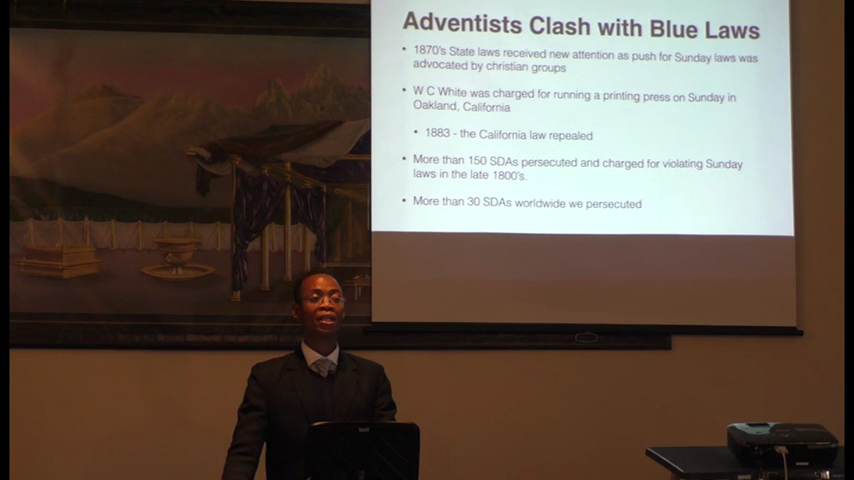 Adventists Clash with Blue Laws
• 1870's State laws received new attention as push for Sunday laws was
advocated by christian groups
• W C White was charged for running a printing press on Sunday in
Oakland, California
• 1883 - the California law repealed
• More than 150 SDAs persecuted and charged for violating Sunday
laws in the late 1800's.
• More than 30 SDAs worldwide we persecuted